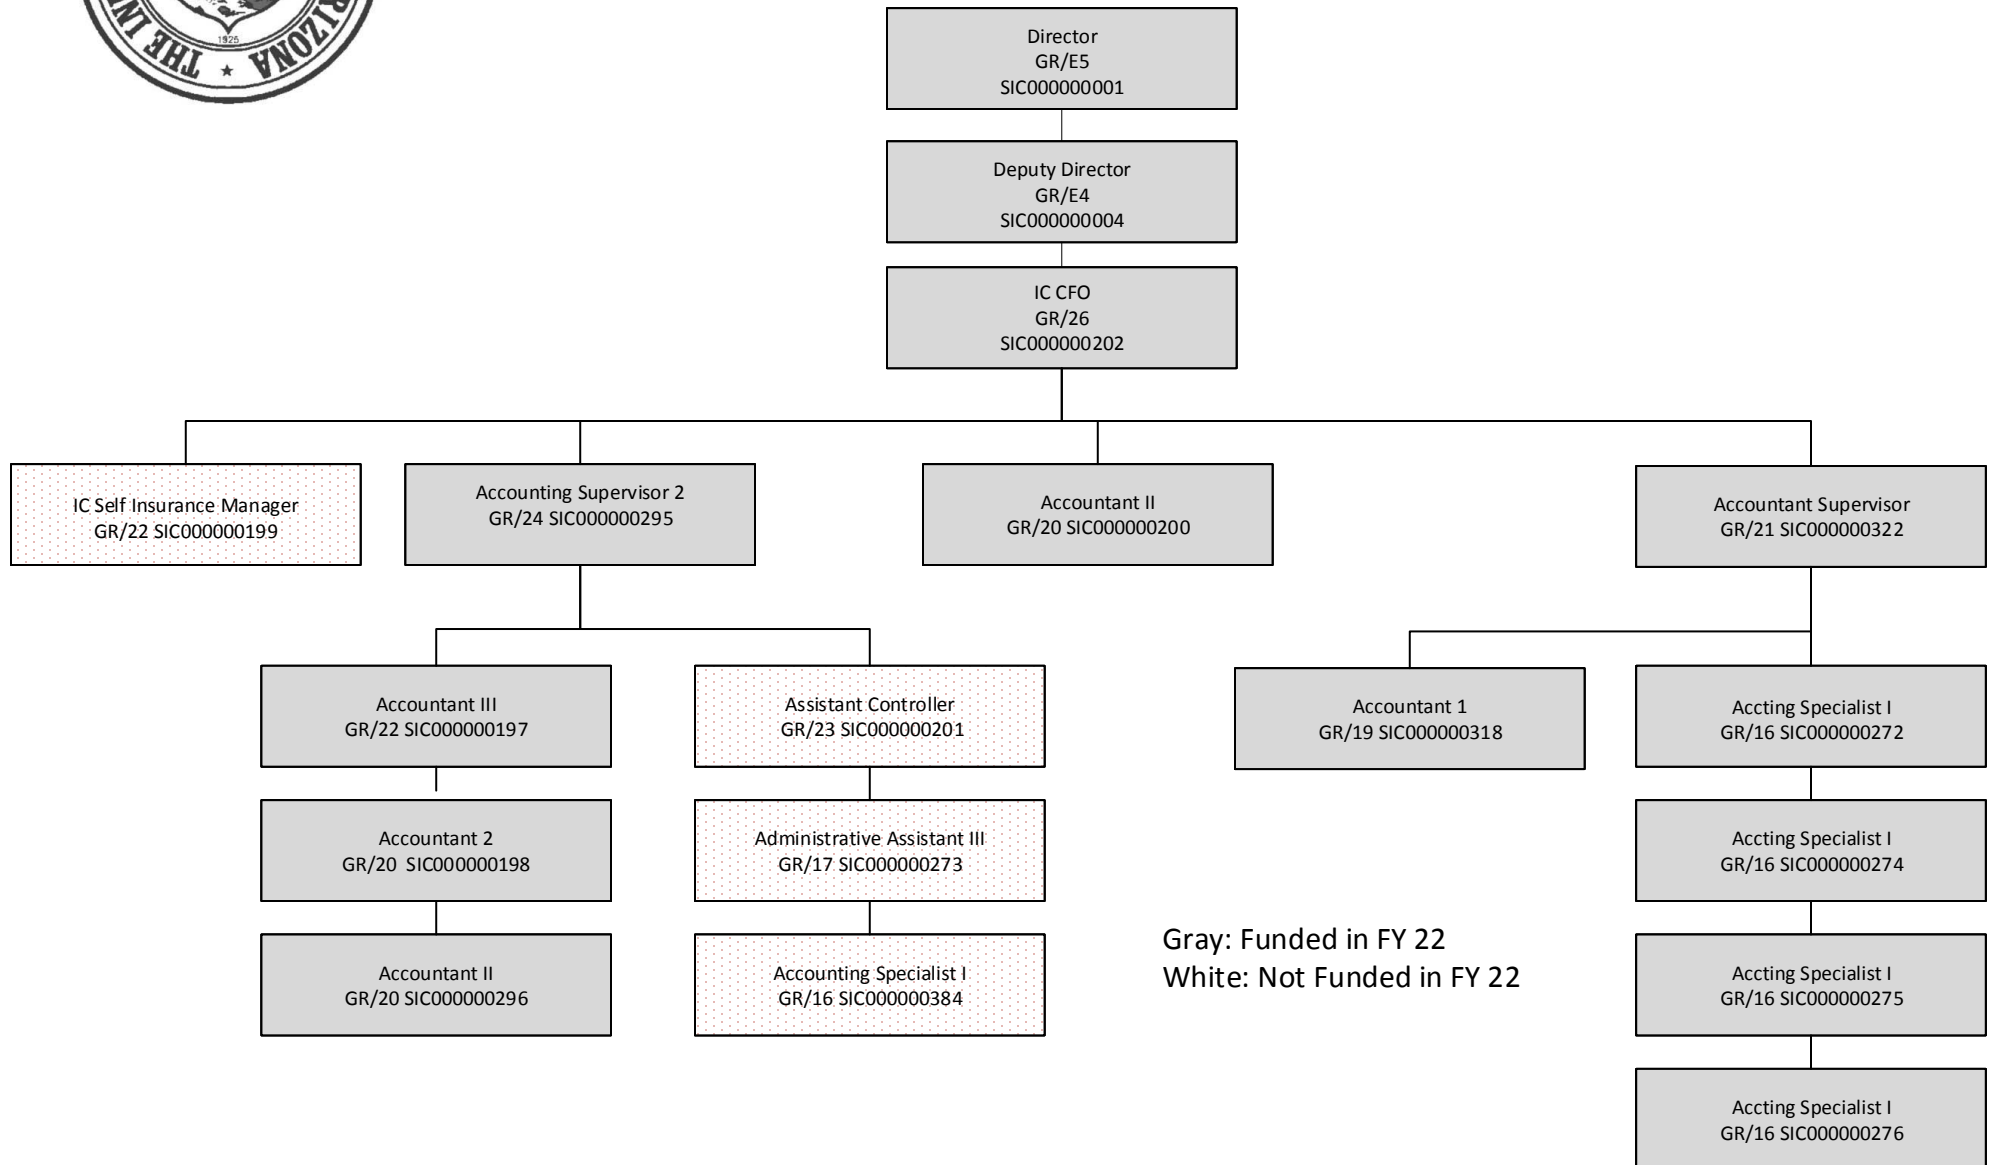 THE IN
RIZONA
★
1925
Director
GR/E5
SIC000000001
Deputy Director
GR/E4
SIC000000004
IC CFO
GR/26
SIC000000202
IC Self Insurance Manager
GR/22 SIC000000199
Accounting Supervisor 2
GR/24 SIC000000295
Accountant II
GR/20 SIC000000200
Accountant Supervisor
GR/21 SIC000000322
Accountant III
GR/22 SIC000000197
Assistant Controller
GR/23 SIC000000201
Accountant 1
GR/19 SIC000000318
Accting Specialist I
GR/16 SIC000000272
Accountant 2
GR/20  SIC000000198
Administrative Assistant III
GR/17 SIC000000273
Accting Specialist I
GR/16 SIC000000274
Accountant II
GR/20 SIC000000296
Accounting Specialist I
GR/16 SIC000000384
Gray: Funded in FY 22
White: Not Funded in FY 22
Accting Specialist I
GR/16 SIC000000275
Accting Specialist I
GR/16 SIC000000276